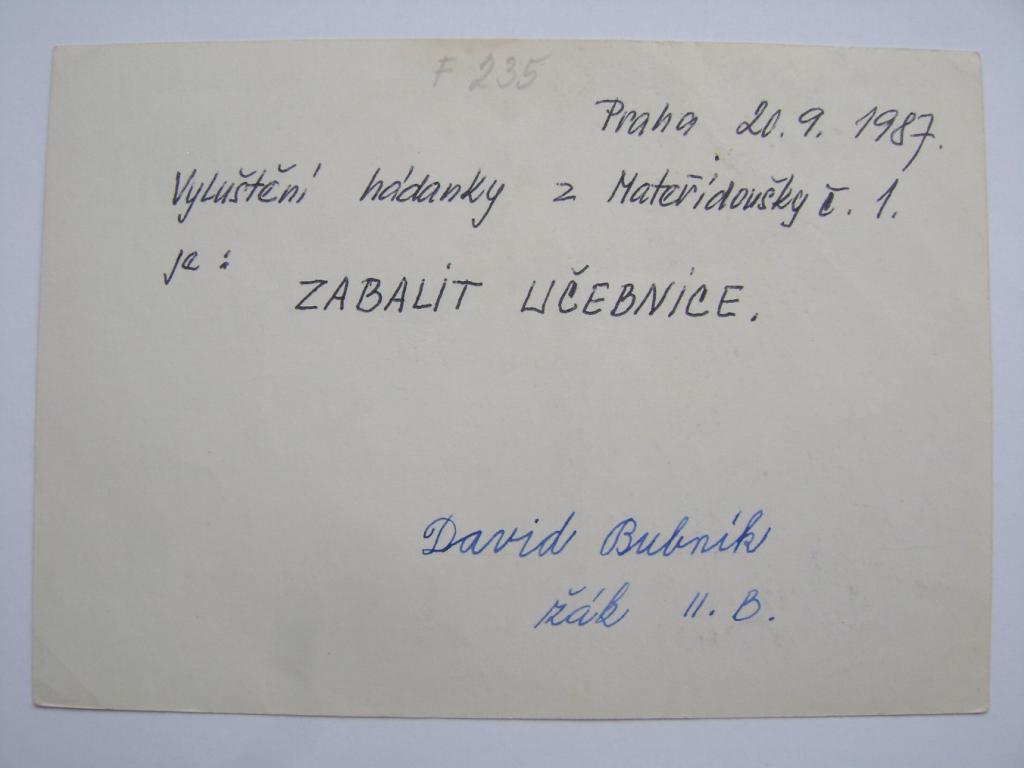 F 235
Praha 20. 9. 1987.
Vyluštění hádanky z Mateřídoušky č. 1.
je :
ZABALIT UČEBNICE.
David Bubník
žák II. B.